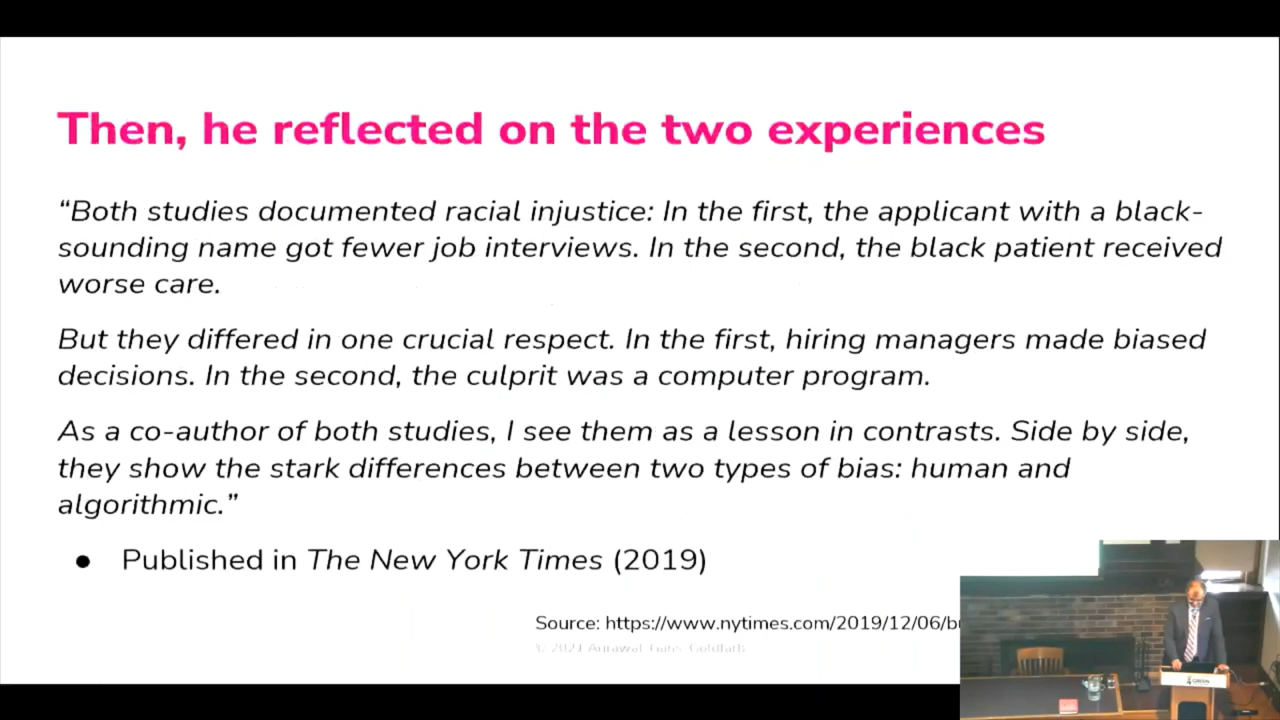 Then, he reflected on the two experiences
“Both studies documented racial injustice: In the first, the applicant with a black-
sounding name got fewer job interviews. In the second, the black patient received
worse care.
But they differed in one crucial respect. In the first, hiring managers made biased
decisions. In the second, the culprit was a computer program.
As a co-author of both studies, I see them as a lesson in contrasts. Side by side,
they show the stark differences between two types of bias: human and
algorithmic.”
● Published in The New York Times (2019)
Source: https://www.nytimes.com/2019/12/06/bu
Goldfarb
GREEN